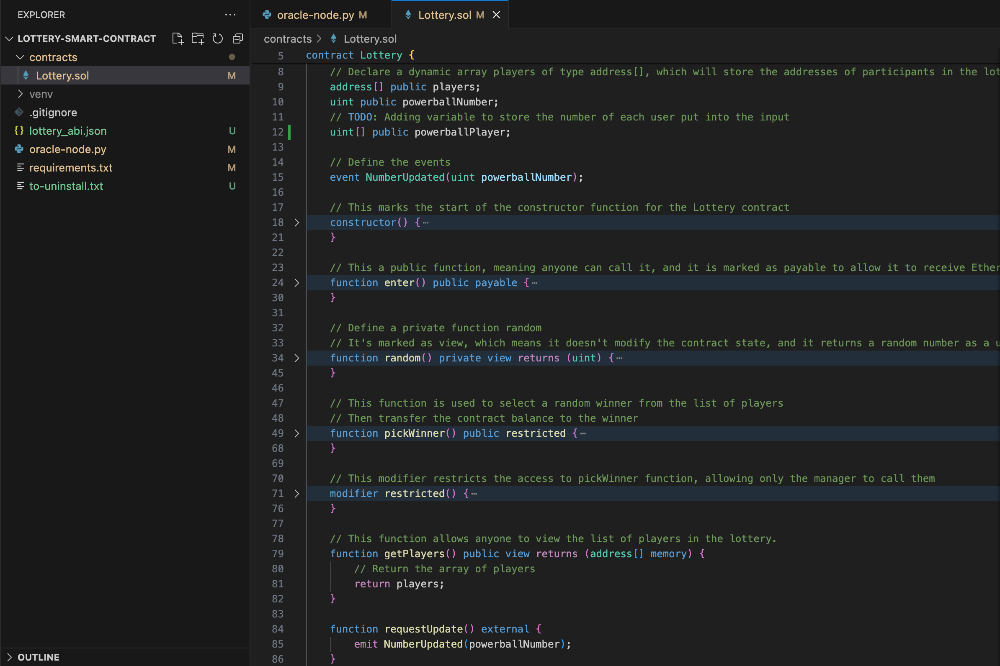 EXPLORER
LOTTERY-SMART-CONTRACT
contracts
Lottery.sol M
venv
.gitignore
lottery_abi.json U
oracle-node.py M
requirements.txt M
to-uninstall.txt U
OUTLINE
oracle-node.py M
Lottery.sol M
contracts > Lottery.sol
5 contract Lottery {
8 // Declare a dynamic array players of type address[], which will store the addresses of participants in the lot
9 address[] public players;
10 uint public powerballNumber;
11 // TODO: Adding variable to store the number of each user put into the input
12 uint[] public powerballPlayer;
13
14 // Define the events
15 event NumberUpdated(uint powerballNumber);
16
17 // This marks the start of the constructor function for the Lottery contract
18 constructor() {⋯
21 }
22
23 // This a public function, meaning anyone can call it, and it is marked as payable to allow it to receive Ether
24 function enter() public payable {⋯
30 }
31
32 // Define a private function random
33 // It's marked as view, which means it doesn't modify the contract state, and it returns a random number as a u
34 function random() private view returns (uint) {⋯
45 }
46
47 // This function is used to select a random winner from the list of players
48 // Then transfer the contract balance to the winner
49 function pickWinner() public restricted {⋯
68 }
69
70 // This modifier restricts the access to pickWinner function, allowing only the manager to call them
71 modifier restricted() {⋯
76 }
77
78 // This function allows anyone to view the list of players in the lottery.
79 function getPlayers() public view returns (address[] memory) {
80 // Return the array of players
81 return players;
82 }
83
84 function requestUpdate() external {
85 emit NumberUpdated(powerballNumber);
86 }